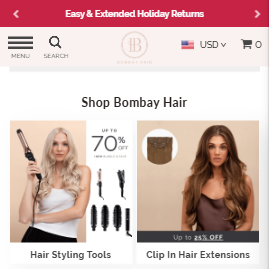 Easy & Extended Holiday Returns
MENU
SEARCH
USD
0
Shop Bombay Hair
UP TO
70%
OFF
Up to 25% OFF
Hair Styling Tools
Clip In Hair Extensions